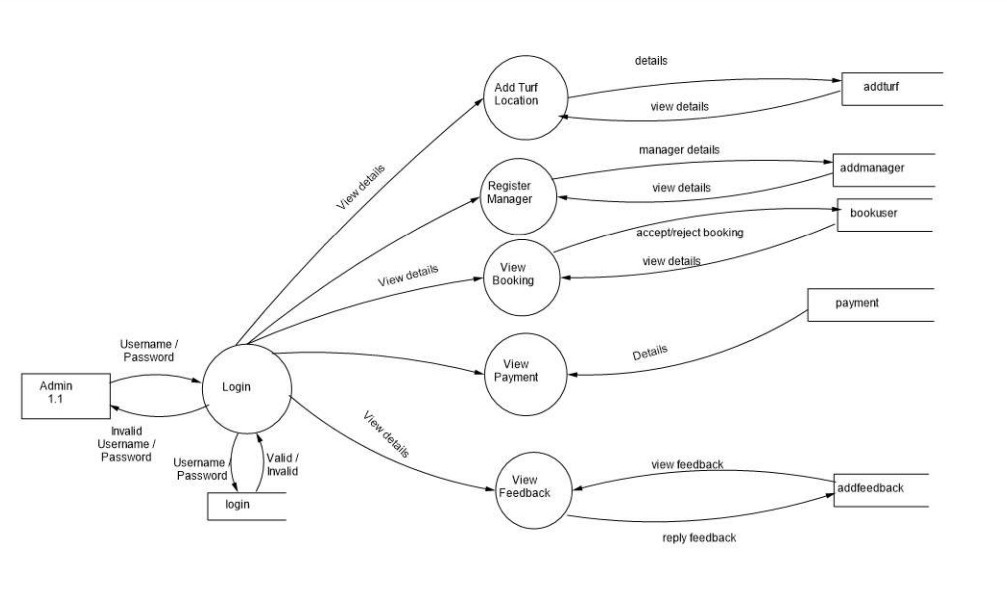 details
Add Turf
Location
addturf
view details
manager details
addmanager
View details
Register
Manager
view details
bookuser
accept/reject booking
View details
View
Booking
view details
payment
Username /
Password
Details
View
Payment
Admin
1.1
Login
Invalid
Username /
Password
View details
Username /
Password
Valid /
Invalid
view feedback
View
Feedback
addfeedback
login
reply feedback